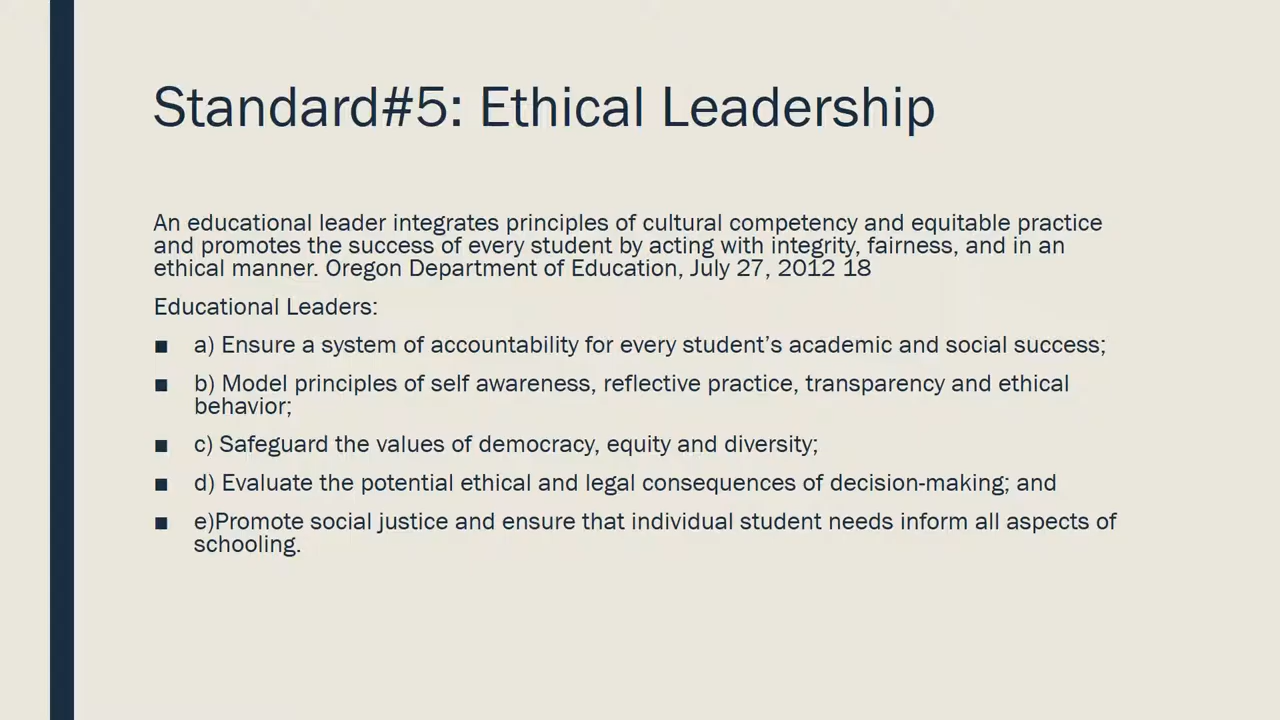 Standard#5: Ethical Leadership
An educational leader integrates principles of cultural competency and equitable practice
and promotes the success of every student by acting with integrity, fairness, and in an
ethical manner. Oregon Department of Education, July 27, 2012 18
Educational Leaders:
■ a) Ensure a system of accountability for every student’s academic and social success;
■ b) Model principles of self awareness, reflective practice, transparency and ethical
behavior;
■ c) Safeguard the values of democracy, equity and diversity;
■ d) Evaluate the potential ethical and legal consequences of decision-making; and
■ e)Promote social justice and ensure that individual student needs inform all aspects of
schooling.